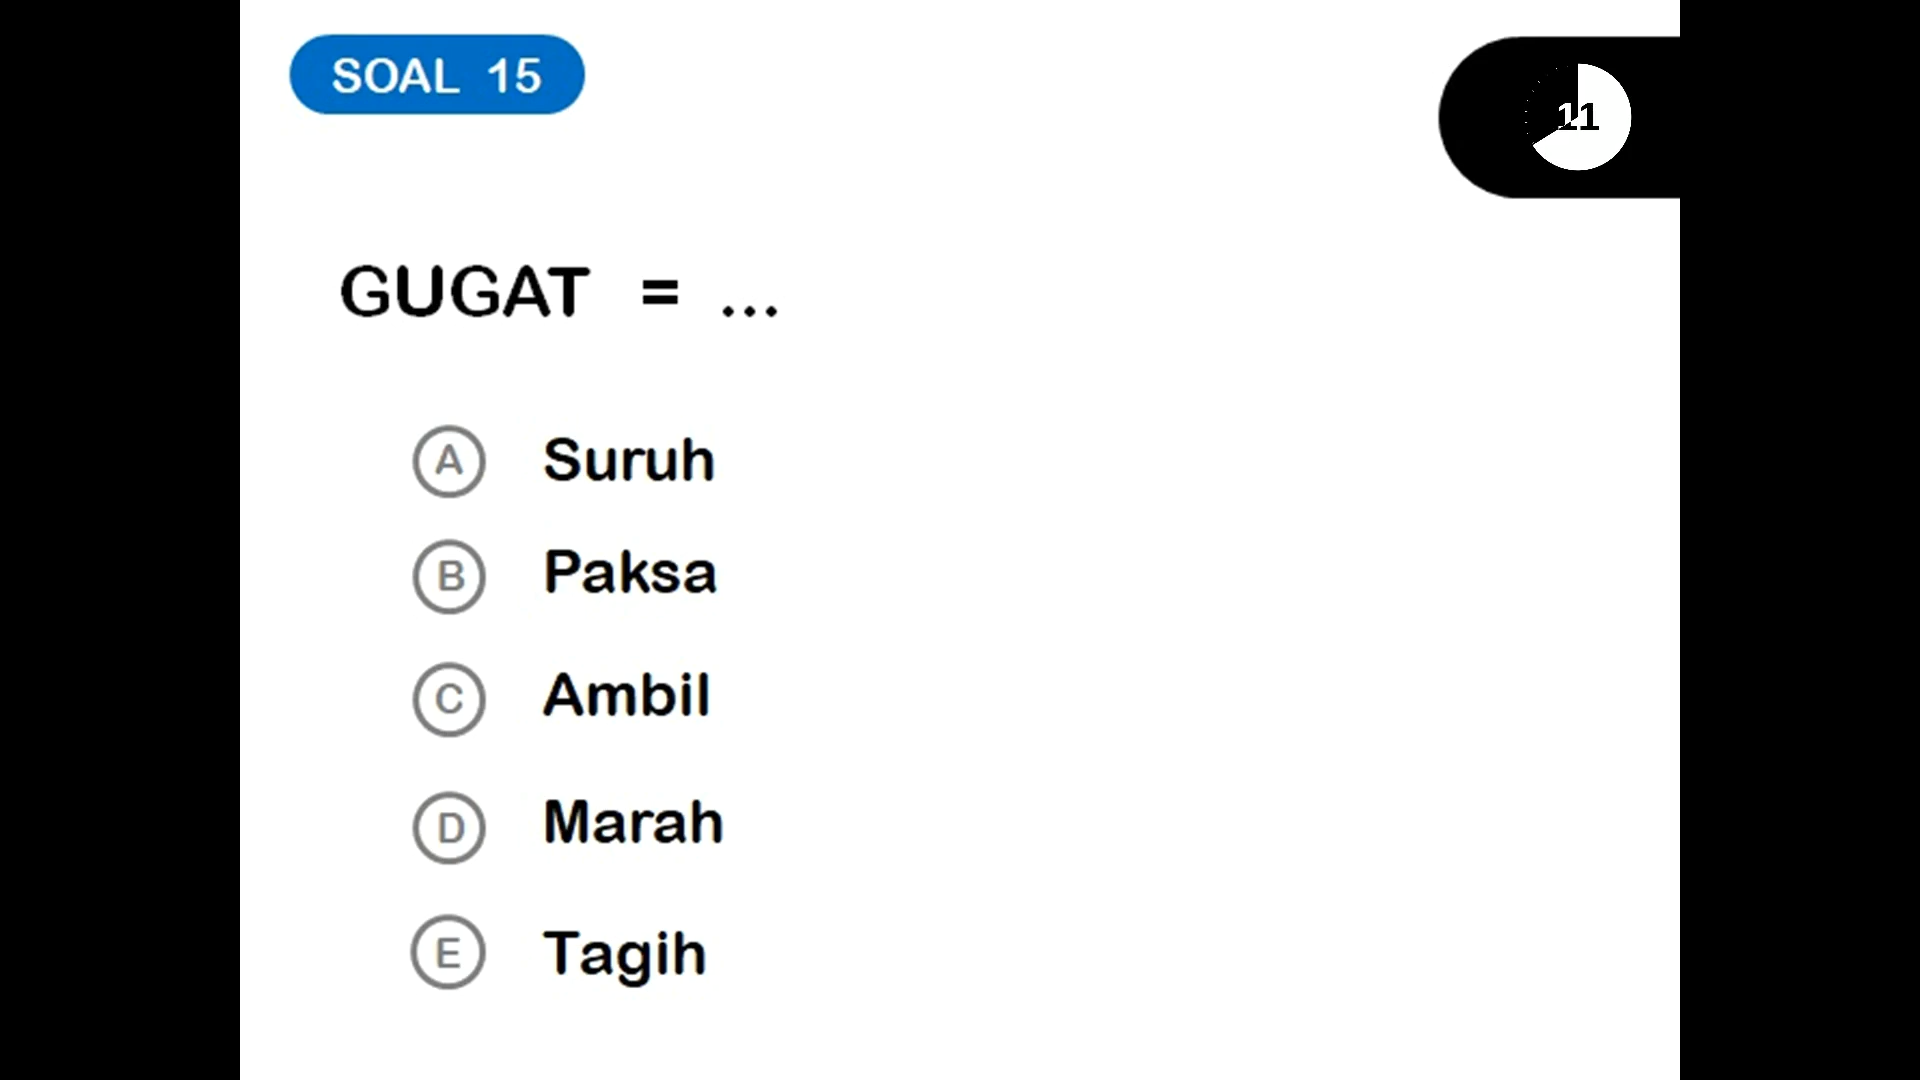 SOAL 15
11
GUGAT = ...
A Suruh
B Paksa
C Ambil
D Marah
E Tagih